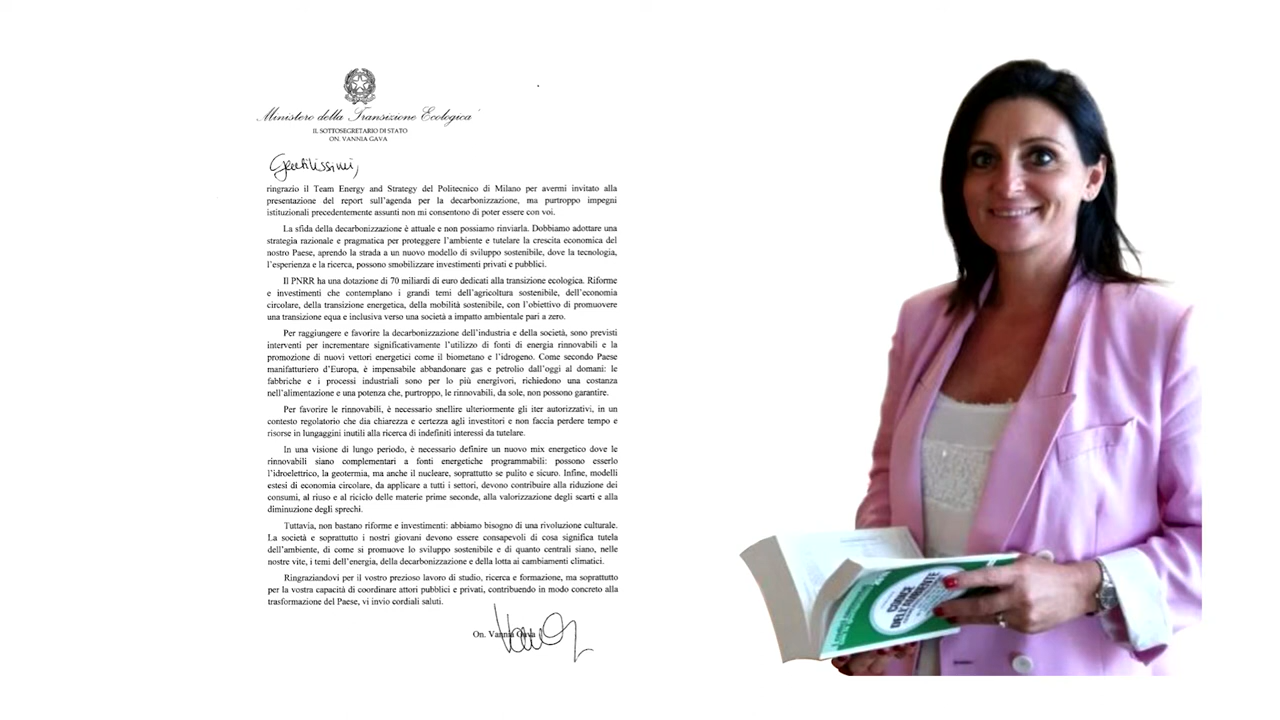 Ministero della Transizione Ecologica
IL SOTTOSEGRETARIO DI STATO
ON. VANNIA GAVA
Gentilissimi,
ringrazio il Team Energy and Strategy del Politecnico di Milano per avermi invitato alla
presentazione del report sull'agenda per la decarbonizzazione, ma purtroppo impegni
istituzionali precedentemente assunti non mi consentono di poter essere con voi.
La sfida della decarbonizzazione è attuale e non possiamo rinviarla. Dobbiamo adottare una
strategia razionale e pragmatica per proteggere l'ambiente e tutelare la crescita economica del
nostro Paese, aprendo la strada a un nuovo modello di sviluppo sostenibile, dove la tecnologia,
l'esperienza e la ricerca, possono smobilizzare investimenti privati e pubblici.
Il PNRR ha una dotazione di 70 miliardi di euro dedicati alla transizione ecologica. Riforme
e investimenti che contemplano i grandi temi dell'agricoltura sostenibile, dell'economia
circolare, della transizione energetica, della mobilità sostenibile, con l'obiettivo di promuovere
una transizione equa e inclusiva verso una società a impatto ambientale pari a zero.
Per raggiungere e favorire la decarbonizzazione dell'industria e della società, sono previsti
interventi per incrementare significativamente l'utilizzo di fonti di energia rinnovabili e la
promozione di nuovi vettori energetici come il biometano e l'idrogeno. Come secondo Paese
manifatturiero d'Europa, è impensabile abbandonare gas e petrolio dall'oggi al domani: le
fabbriche e i processi industriali sono per lo più energivori, richiedono una costanza
nell'alimentazione e una potenza che, purtroppo, le rinnovabili, da sole, non possono garantire.
Per favorire le rinnovabili, è necessario snellire ulteriormente gli iter autorizzativi, in un
contesto regolatorio che dia chiarezza e certezza agli investitori e non faccia perdere tempo e
risorse in lungaggini inutili alla ricerca di indefiniti interessi da tutelare.
In una visione di lungo periodo, è necessario definire un nuovo mix energetico dove le
rinnovabili siano complementari a fonti energetiche programmabili: possono esserlo
l'idroelettrico, la geotermia, ma anche il nucleare, soprattutto se pulito e sicuro. Infine, modelli
estesi di economia circolare, da applicare a tutti i settori, devono contribuire alla riduzione dei
consumi, al riuso e al riciclo delle materie prime seconde, alla valorizzazione degli scarti e alla
diminuzione degli sprechi.
Tuttavia, non bastano riforme e investimenti: abbiamo bisogno di una rivoluzione culturale.
La società e soprattutto i nostri giovani devono essere consapevoli di cosa significa tutela
dell'ambiente, di come si promuove lo sviluppo sostenibile e di quanto centrali siano, nelle
nostre vite, i temi dell'energia, della decarbonizzazione e della lotta ai cambiamenti climatici.
Ringraziandovi per il vostro prezioso lavoro di studio, ricerca e formazione, ma soprattutto
per la vostra capacità di coordinare attori pubblici e privati, contribuendo in modo concreto alla
trasformazione del Paese, vi invio cordiali saluti.
On. Vannia Gava
CODICE
DELL'AMBIENTE